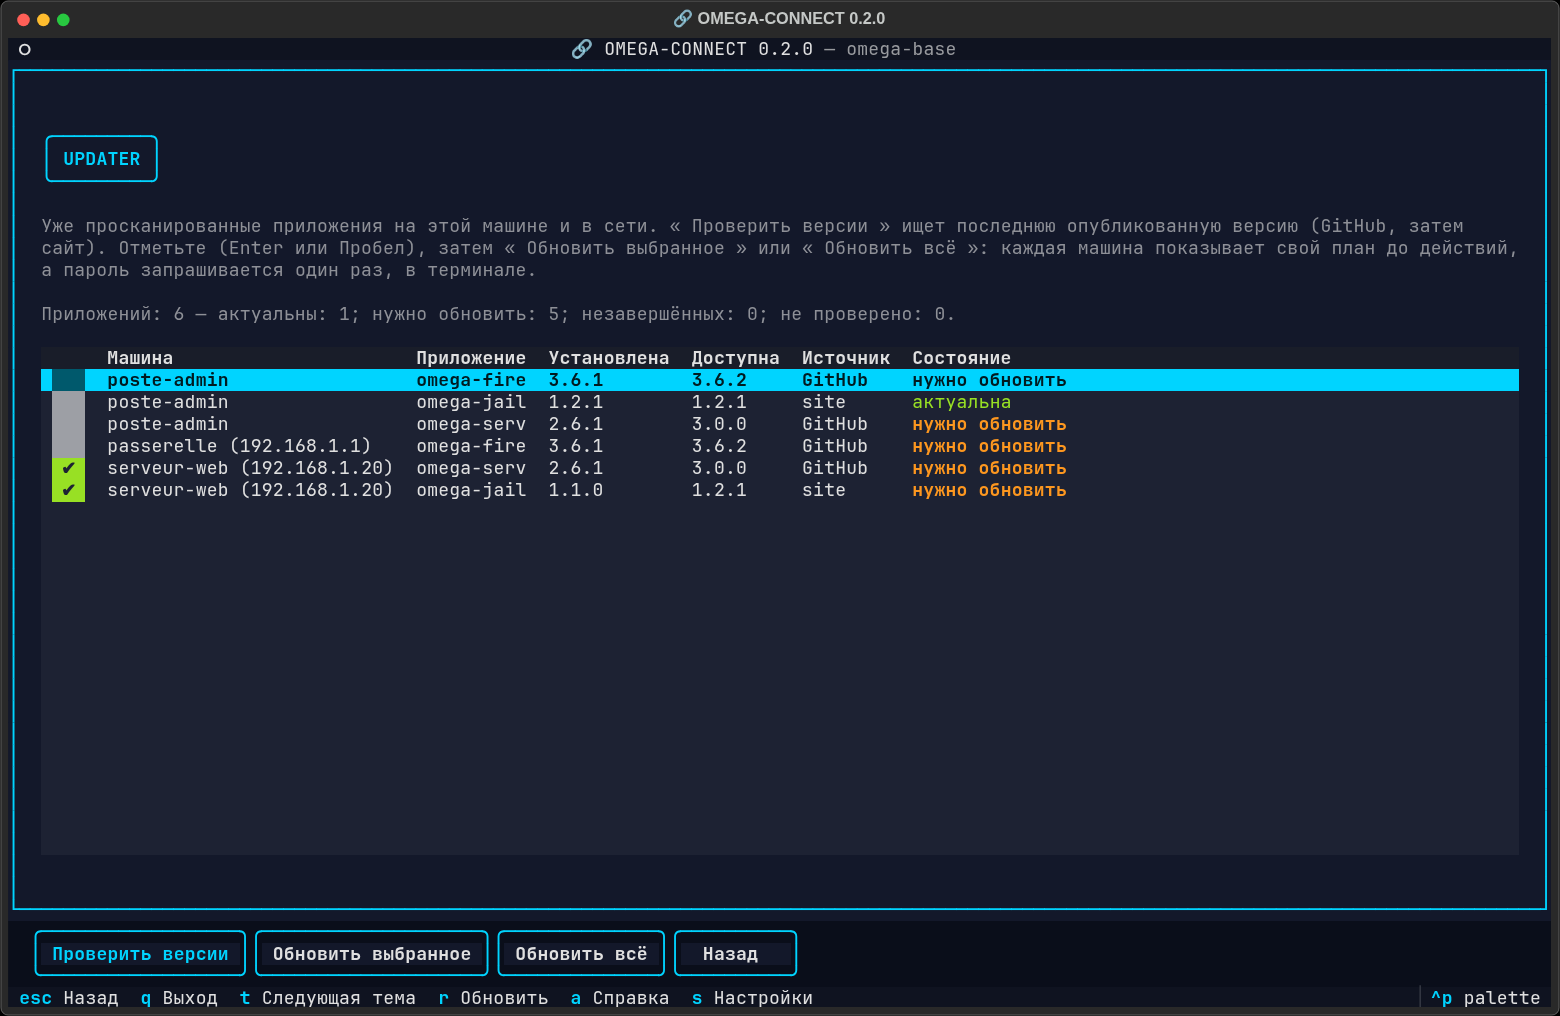 🔗 OMEGA-CONNECT 0.2.0
🔗 OMEGA-CONNECT 0.2.0 — omega-base
UPDATER
Уже просканированные приложения на этой машине и в сети. « Проверить версии » ищет последнюю опубликованную версию (GitHub, затем
сайт). Отметьте (Enter или Пробел), затем « Обновить выбранное » или « Обновить всё »: каждая машина показывает свой план до действий,
а пароль запрашивается один раз, в терминале.
Приложений: 6 — актуальны: 1; нужно обновить: 5; незавершённых: 0; не проверено: 0.
Машина Приложение Установлена Доступна Источник Состояние
poste-admin omega-fire 3.6.1 3.6.2 GitHub нужно обновить
poste-admin omega-jail 1.2.1 1.2.1 site актуальна
poste-admin omega-serv 2.6.1 3.0.0 GitHub нужно обновить
passerelle (192.168.1.1) omega-fire 3.6.1 3.6.2 GitHub нужно обновить
✔ serveur-web (192.168.1.20) omega-serv 2.6.1 3.0.0 GitHub нужно обновить
✔ serveur-web (192.168.1.20) omega-jail 1.1.0 1.2.1 site нужно обновить
Проверить версии Обновить выбранное Обновить всё Назад
esc Назад q Выход t Следующая тема r Обновить a Справка s Настройки ^p palette